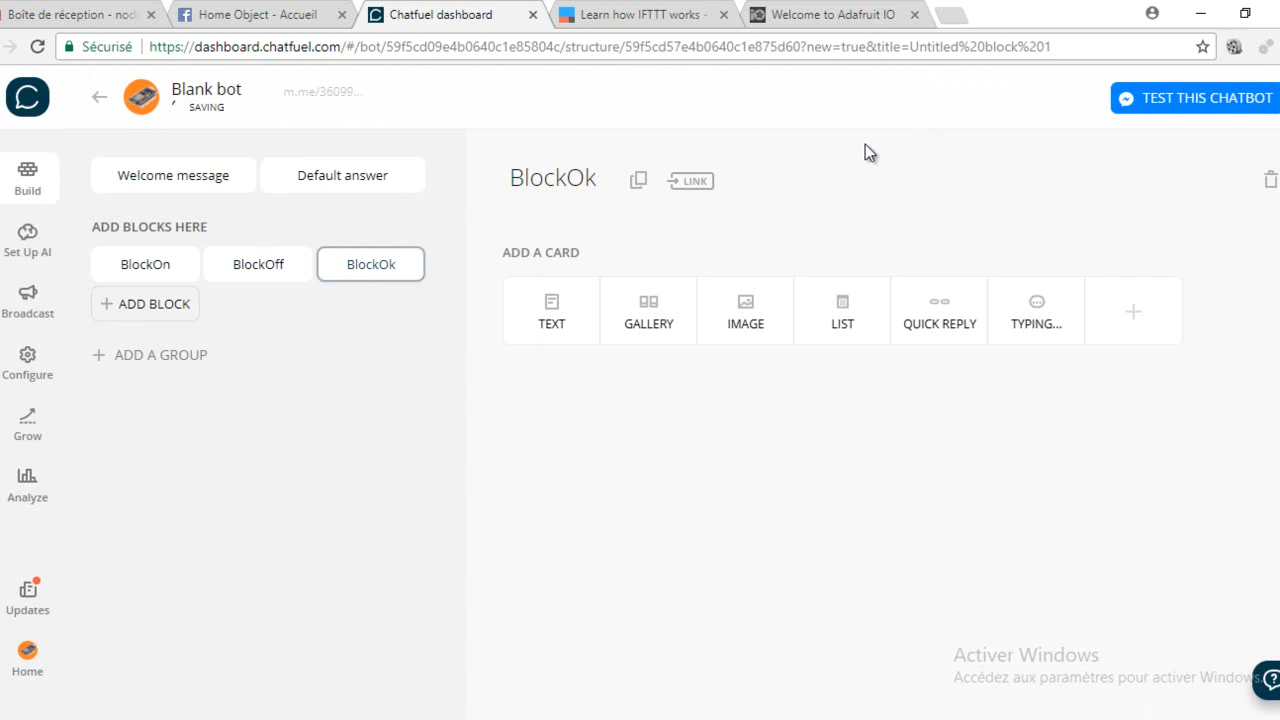 Boîte de réception - nod
Home Object - Accueil
Chatfuel dashboard
Learn how IFTTT works -
Welcome to Adafruit IO
Sécurisé
https://dashboard.chatfuel.com/#/bot/59f5cd09e4b0640c1e85804c/structure/59f5cd57e4b0640c1e875d60?new=true&title=Untitled%20block%201
Blank bot
SAVING
m.me/36099...
TEST THIS CHATBOT
Build
Set Up AI
Broadcast
Configure
Grow
Analyze
Updates
Home
Welcome message
Default answer
ADD BLOCKS HERE
BlockOn
BlockOff
BlockOk
+ ADD BLOCK
+ ADD A GROUP
BlockOk
LINK
ADD A CARD
TEXT
GALLERY
IMAGE
LIST
QUICK REPLY
TYPING...
Activer Windows
Accédez aux paramètres pour activer Windows.